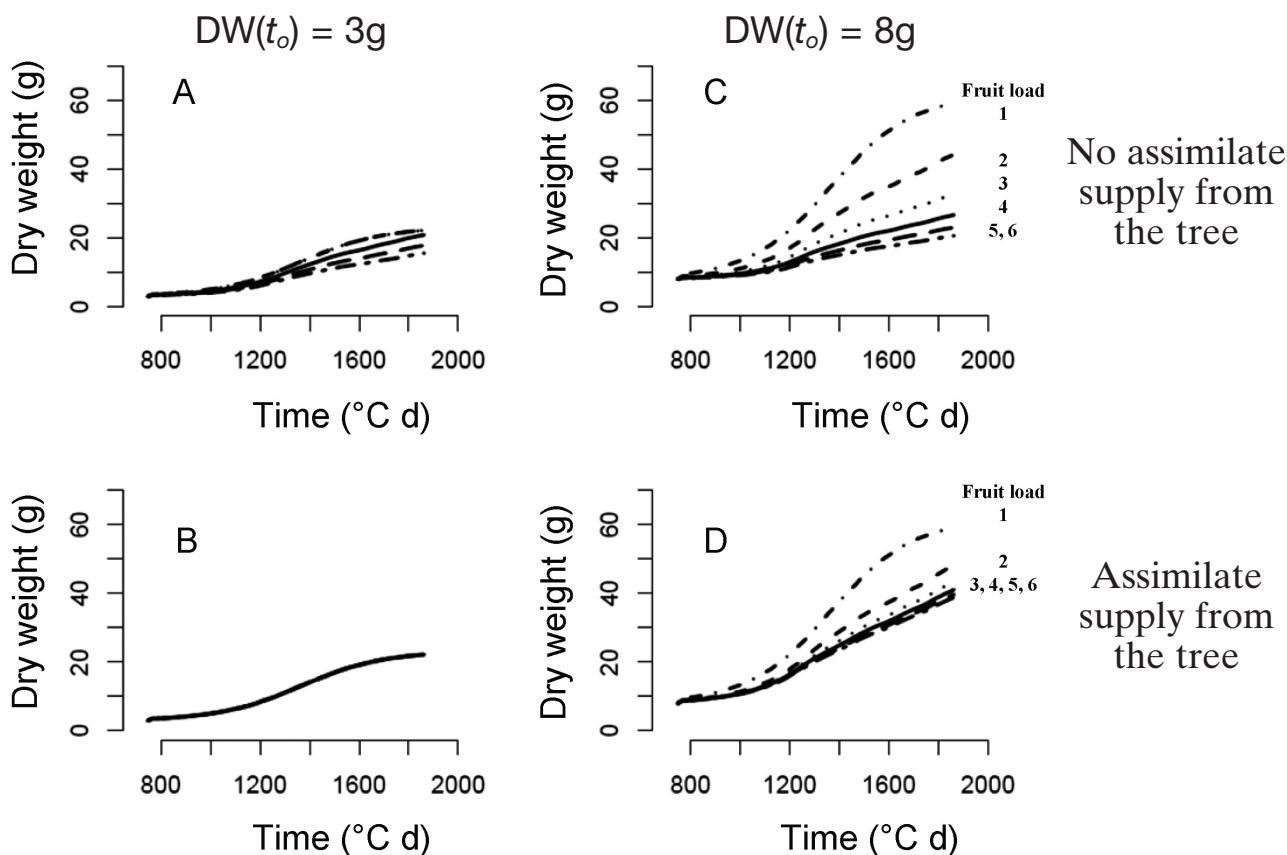 DW(to) = 3g
DW(to) = 8g
A
Dry weight (g)
0 20 40 60
800 1200 1600 2000
Time (°C d)
C
Dry weight (g)
0 20 40 60
800 1200 1600 2000
Time (°C d)
Fruit load
1
2
3
4
5, 6
No assimilate
supply from
the tree
B
Dry weight (g)
0 20 40 60
800 1200 1600 2000
Time (°C d)
D
Dry weight (g)
0 20 40 60
800 1200 1600 2000
Time (°C d)
Fruit load
1
2
3, 4, 5, 6
Assimilate
supply from
the tree